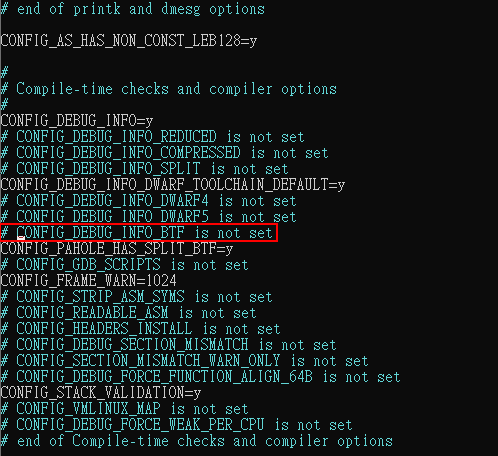 # end of printk and dmesg options
CONFIG_AS_HAS_NON_CONST_LEB128=y
#
# Compile-time checks and compiler options
#
CONFIG_DEBUG_INFO=y
# CONFIG_DEBUG_INFO_REDUCED is not set
# CONFIG_DEBUG_INFO_COMPRESSED is not set
# CONFIG_DEBUG_INFO_SPLIT is not set
CONFIG_DEBUG_INFO_DWARF_TOOLCHAIN_DEFAULT=y
# CONFIG_DEBUG_INFO_DWARF4 is not set
# CONFIG_DEBUG_INFO_DWARF5 is not set
# CONFIG_DEBUG_INFO_BTF is not set
CONFIG_PAHOLE_HAS_SPLIT_BTF=y
# CONFIG_GDB_SCRIPTS is not set
CONFIG_FRAME_WARN=1024
# CONFIG_STRIP_ASM_SYMS is not set
# CONFIG_READABLE_ASM is not set
# CONFIG_HEADERS_INSTALL is not set
# CONFIG_DEBUG_SECTION_MISMATCH is not set
# CONFIG_SECTION_MISMATCH_WARN_ONLY is not set
# CONFIG_DEBUG_FORCE_FUNCTION_ALIGN_64B is not set
CONFIG_STACK_VALIDATION=y
# CONFIG_VMLINUX_MAP is not set
# CONFIG_DEBUG_FORCE_WEAK_PER_CPU is not set
# end of Compile-time checks and compiler options